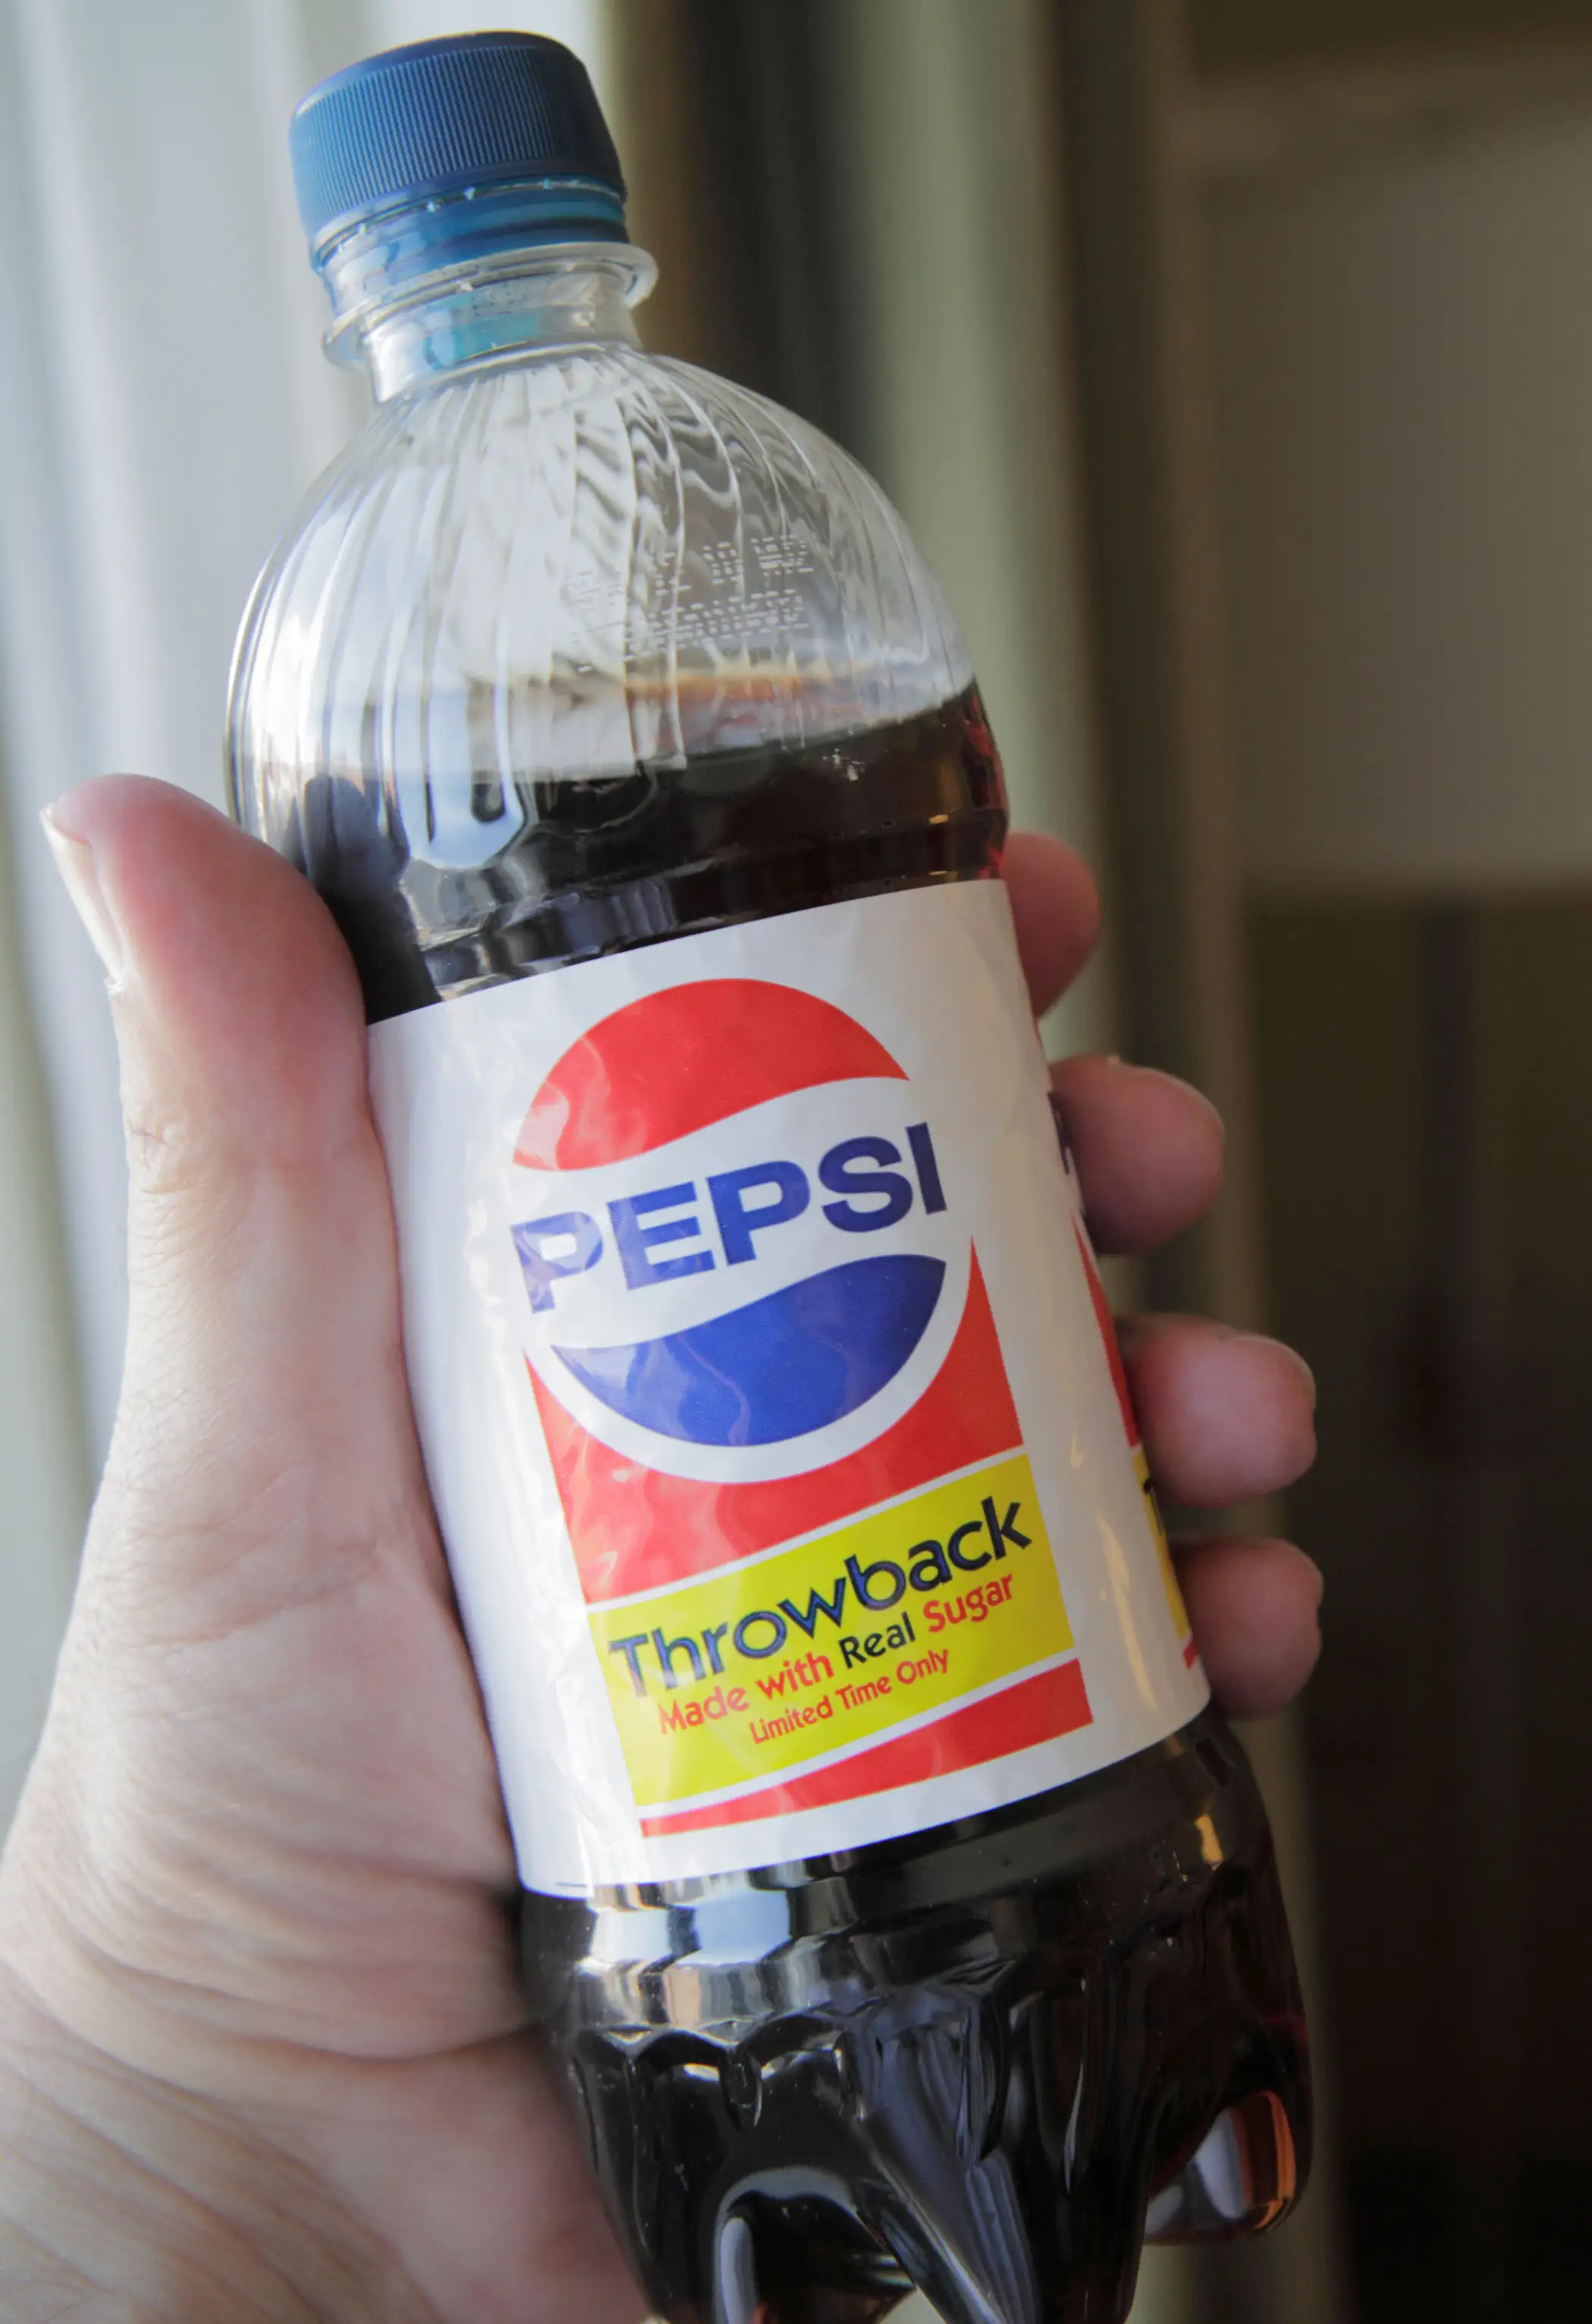 PEPSI
Throwback
Made with Real Sugar
Limited Time Only